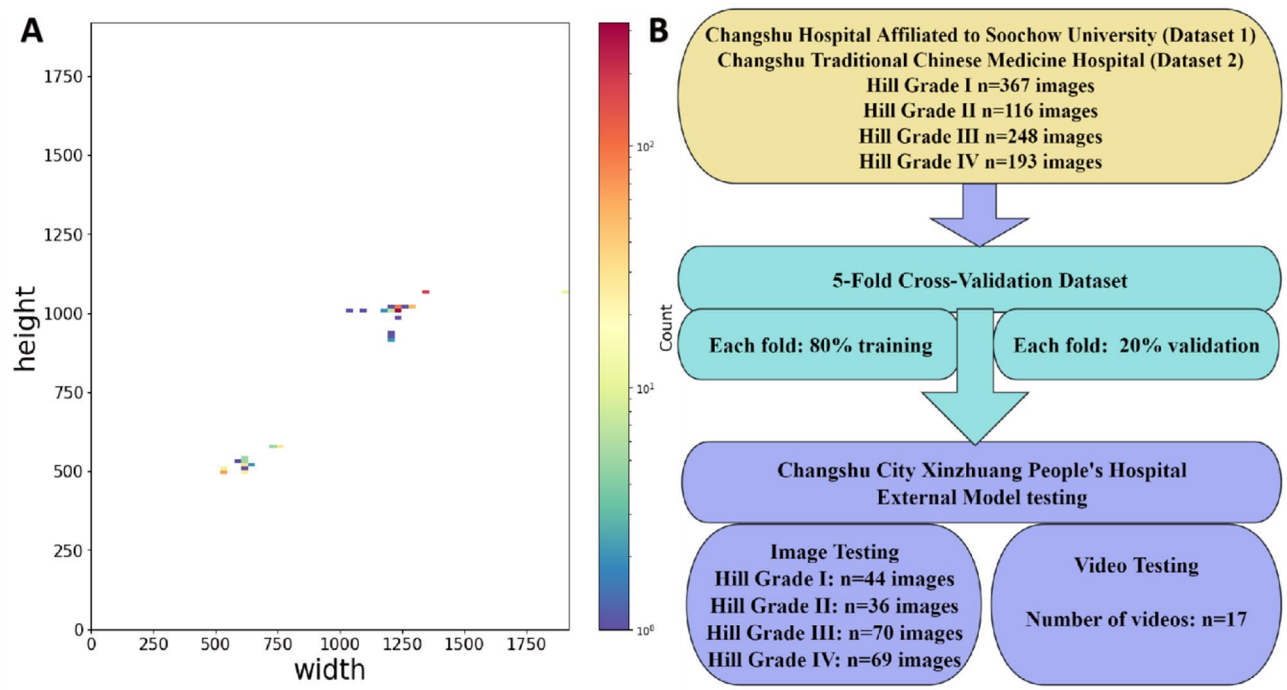 A
1750
1500
1250
1000
750
500
250
0
height
0
250
500
750
1000
1250
1500
1750
width
10²
10¹
10⁰
Count
B
Changshu Hospital Affiliated to Soochow University (Dataset 1)
Changshu Traditional Chinese Medicine Hospital (Dataset 2)
Hill Grade I n=367 images
Hill Grade II n=116 images
Hill Grade III n=248 images
Hill Grade IV n=193 images
5-Fold Cross-Validation Dataset
Each fold: 80% training
Each fold: 20% validation
Changshu City Xinzhuang People's Hospital
External Model testing
Image Testing
Hill Grade I: n=44 images
Hill Grade II: n=36 images
Hill Grade III: n=70 images
Hill Grade IV: n=69 images
Video Testing
Number of videos: n=17